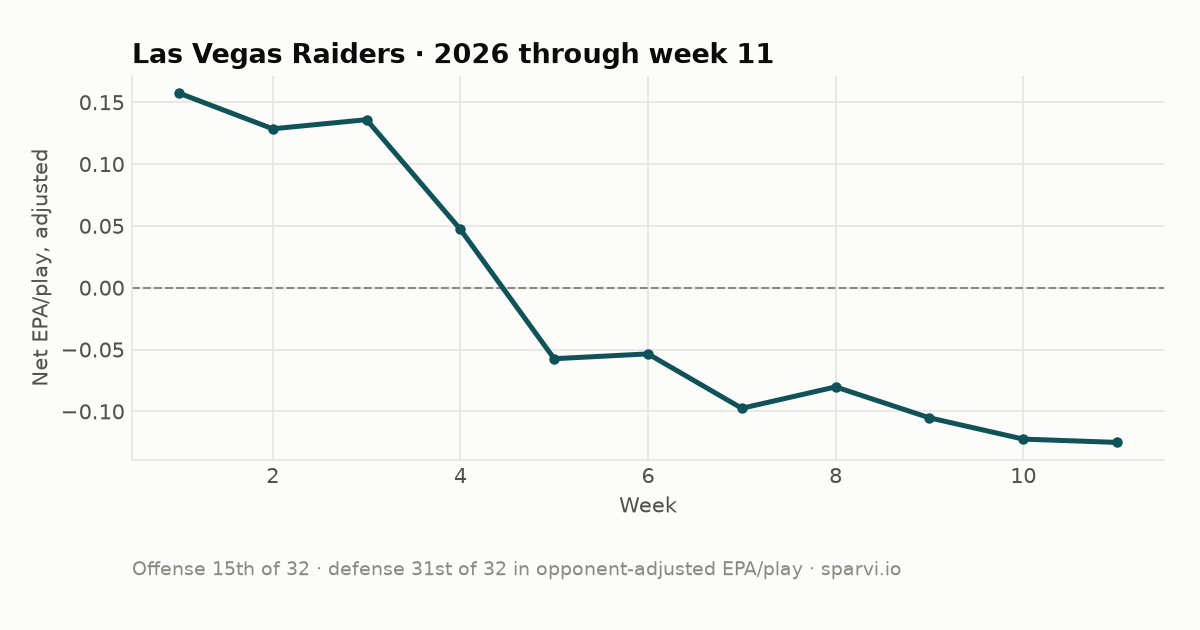 Las Vegas Raiders · 2026 through week 11
Net EPA/play, adjusted
0.15
0.10
0.05
0.00
−0.05
−0.10
2 4 6 8 10
Week
Offense 15th of 32 · defense 31st of 32 in opponent-adjusted EPA/play · sparvi.io